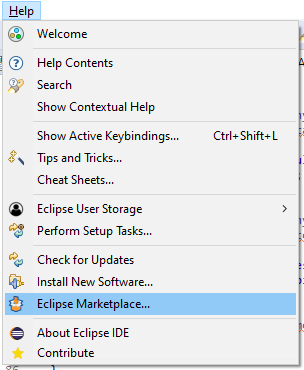 Help
Welcome
Help Contents
Search
Show Contextual Help
Show Active Keybindings... Ctrl+Shift+L
Tips and Tricks...
Cheat Sheets...
Eclipse User Storage
Perform Setup Tasks...
Check for Updates
Install New Software...
Eclipse Marketplace...
About Eclipse IDE
Contribute